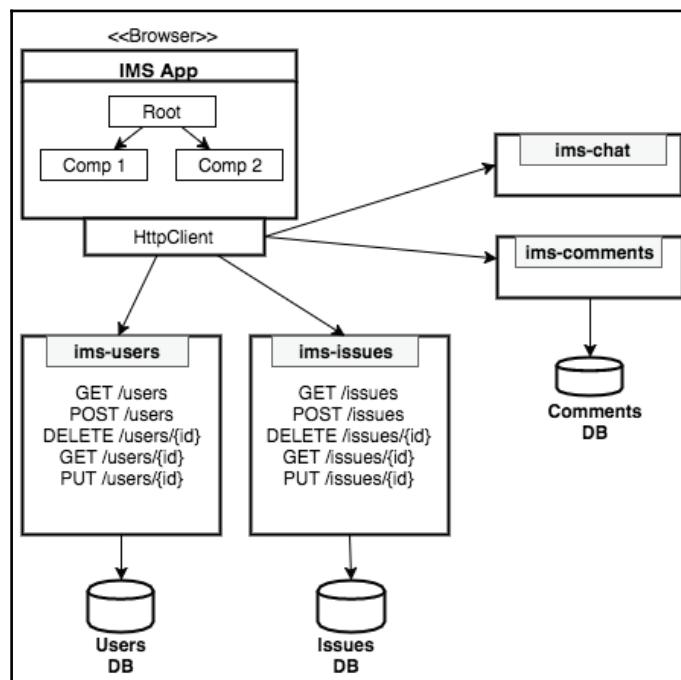 <<Browser>>
IMS App
Root
Comp 1
Comp 2
HttpClient
ims-chat
ims-comments
Comments
DB
ims-users
GET /users
POST /users
DELETE /users/{id}
GET /users/{id}
PUT /users/{id}
Users
DB
ims-issues
GET /issues
POST /issues
DELETE /issues/{id}
GET /issues/{id}
PUT /issues/{id}
Issues
DB